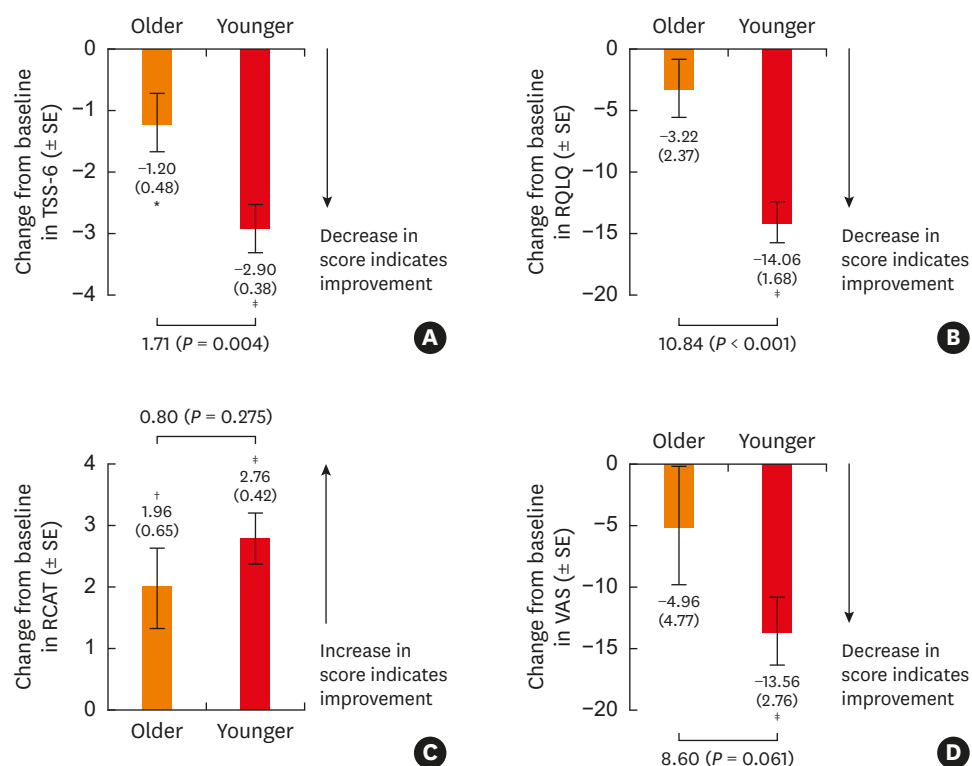 Older Younger
0
−1
−2
−3
−4
Change from baseline
in TSS-6 (± SE)
−1.20
(0.48)
*
−2.90
(0.38)
‡
Decrease in
score indicates
improvement
1.71 (P = 0.004)
A
Older Younger
0
−5
−10
−15
−20
Change from baseline
in RQLQ (± SE)
−3.22
(2.37)
−14.06
(1.68)
‡
Decrease in
score indicates
improvement
10.84 (P < 0.001)
B
0.80 (P = 0.275)
4
3
2
1
0
Change from baseline
in RCAT (± SE)
†
1.96
(0.65)
‡
2.76
(0.42)
Increase in
score indicates
improvement
Older Younger
C
Older Younger
0
−5
−10
−15
−20
Change from baseline
in VAS (± SE)
−4.96
(4.77)
−13.56
(2.76)
‡
Decrease in
score indicates
improvement
8.60 (P = 0.061)
D